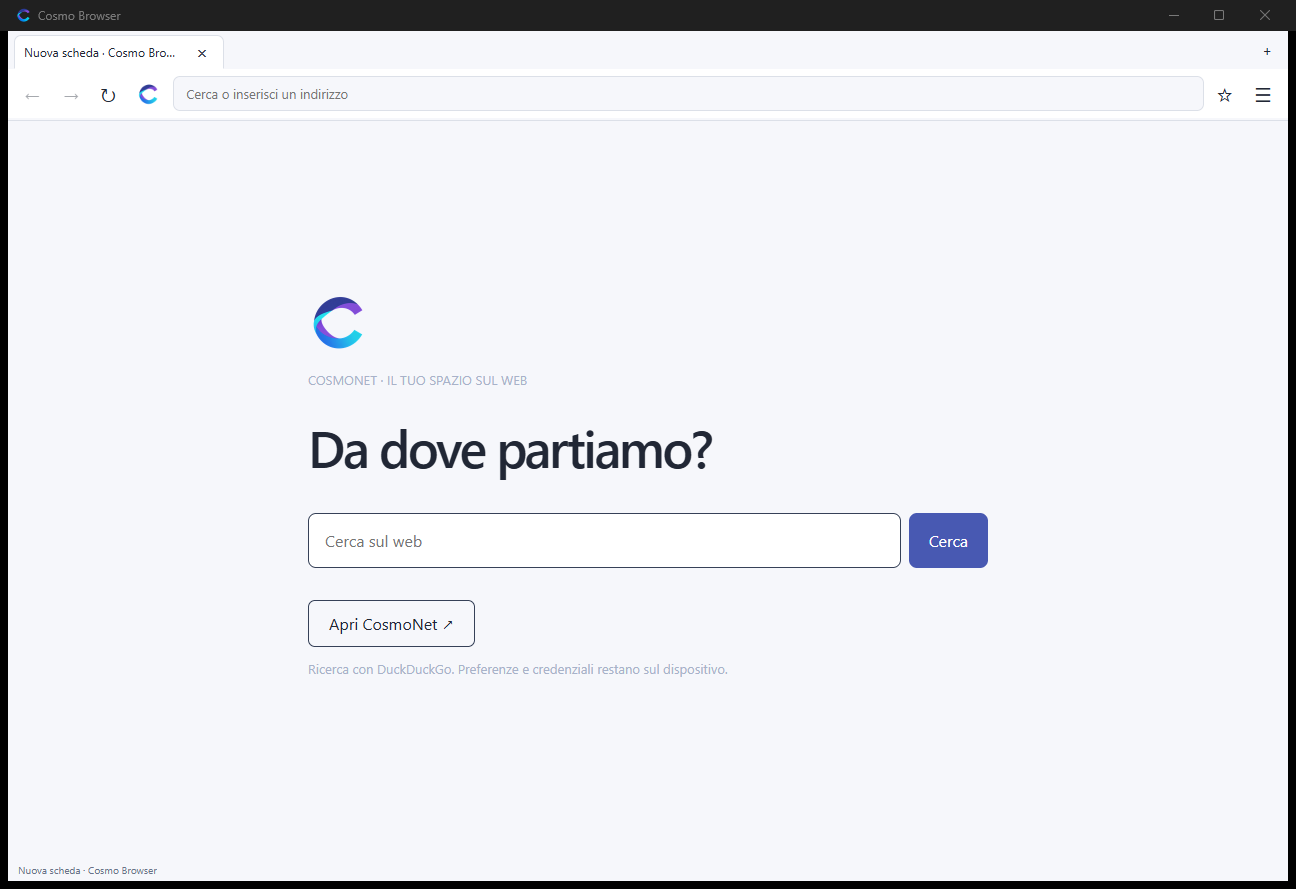 Cosmo Browser
Nuova scheda · Cosmo Bro...
Cerca o inserisci un indirizzo
COSMONET · IL TUO SPAZIO SUL WEB
Da dove partiamo?
Cerca sul web
Cerca
Apri CosmoNet ↗
Ricerca con DuckDuckGo. Preferenze e credenziali restano sul dispositivo.
Nuova scheda · Cosmo Browser